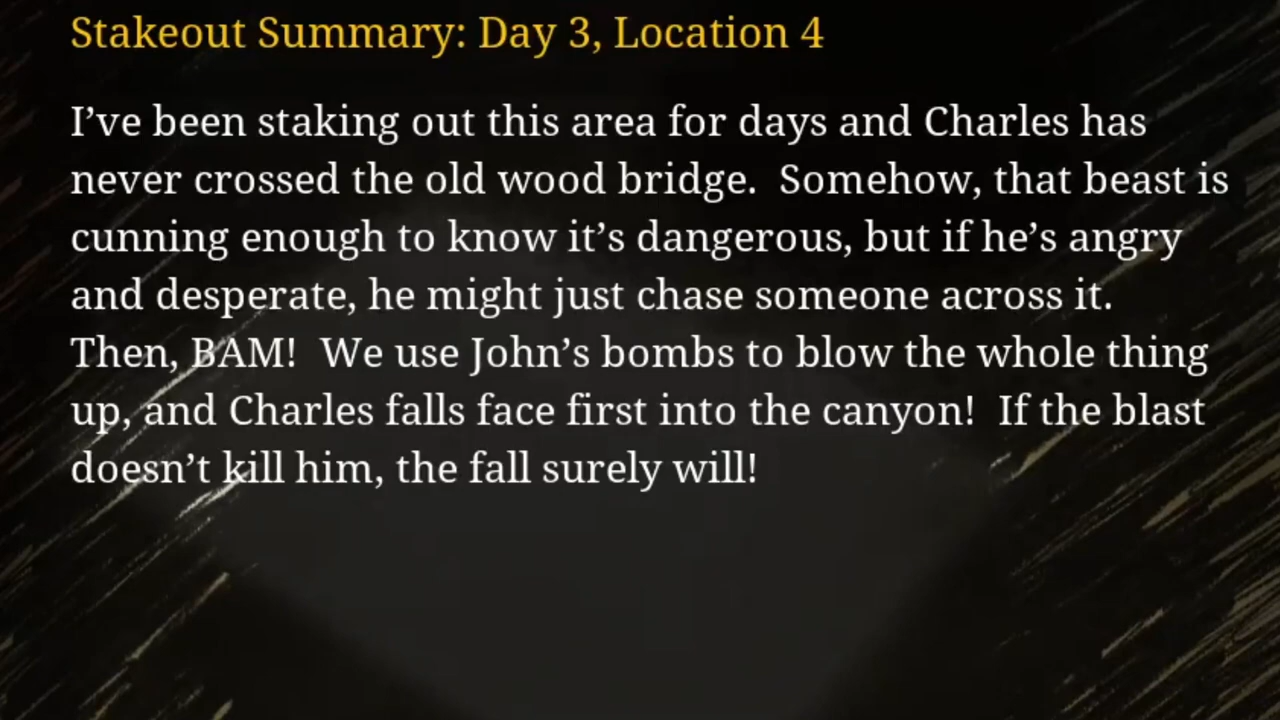 Stakeout Summary: Day 3, Location 4
I’ve been staking out this area for days and Charles has
never crossed the old wood bridge.  Somehow, that beast is
cunning enough to know it’s dangerous, but if he’s angry
and desperate, he might just chase someone across it.
Then, BAM!  We use John’s bombs to blow the whole thing
up, and Charles falls face first into the canyon!  If the blast
doesn’t kill him, the fall surely will!